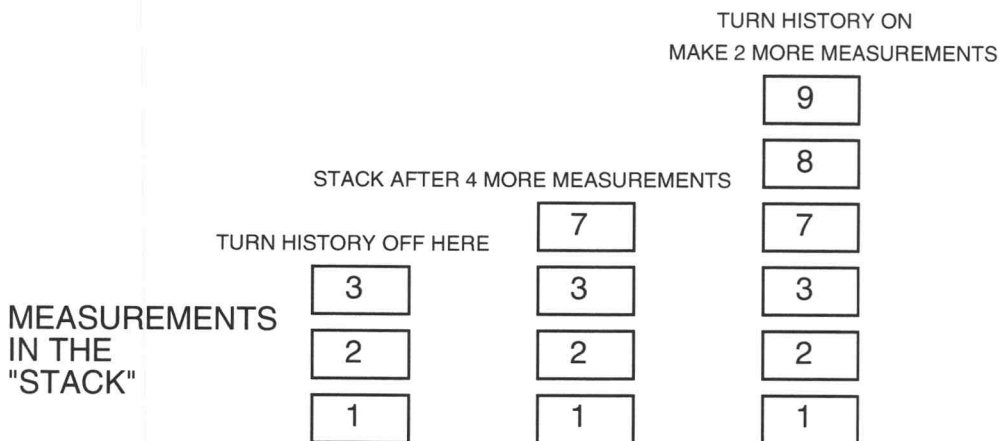 TURN HISTORY ON
MAKE 2 MORE MEASUREMENTS
9
8
STACK AFTER 4 MORE MEASUREMENTS
7
7
TURN HISTORY OFF HERE
3
3
3
MEASUREMENTS
IN THE
"STACK"
2
2
2
1
1
1